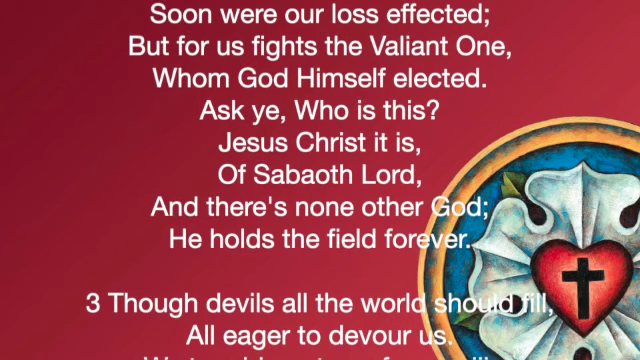 Soon were our loss effected;
But for us fights the Valiant One,
Whom God Himself elected.
Ask ye, Who is this?
Jesus Christ it is,
Of Sabaoth Lord,
And there's none other God;
He holds the field forever.
3 Though devils all the world should fill,
All eager to devour us.